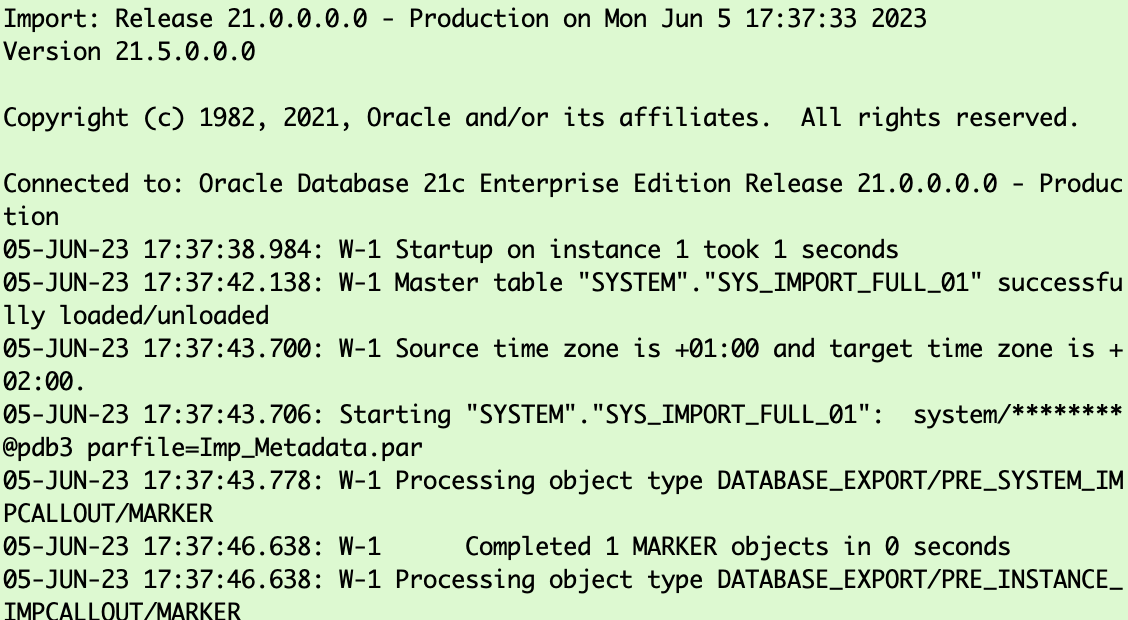 Import: Release 21.0.0.0.0 - Production on Mon Jun 5 17:37:33 2023
Version 21.5.0.0.0
Copyright (c) 1982, 2021, Oracle and/or its affiliates.  All rights reserved.
Connected to: Oracle Database 21c Enterprise Edition Release 21.0.0.0.0 - Produc
tion
05-JUN-23 17:37:38.984: W-1 Startup on instance 1 took 1 seconds
05-JUN-23 17:37:42.138: W-1 Master table "SYSTEM"."SYS_IMPORT_FULL_01" successfu
lly loaded/unloaded
05-JUN-23 17:37:43.700: W-1 Source time zone is +01:00 and target time zone is +
02:00.
05-JUN-23 17:37:43.706: Starting "SYSTEM"."SYS_IMPORT_FULL_01":  system/********
@pdb3 parfile=Imp_Metadata.par
05-JUN-23 17:37:43.778: W-1 Processing object type DATABASE_EXPORT/PRE_SYSTEM_IM
PCALLOUT/MARKER
05-JUN-23 17:37:46.638: W-1      Completed 1 MARKER objects in 0 seconds
05-JUN-23 17:37:46.638: W-1 Processing object type DATABASE_EXPORT/PRE_INSTANCE_
IMPCALLOUT/MARKER